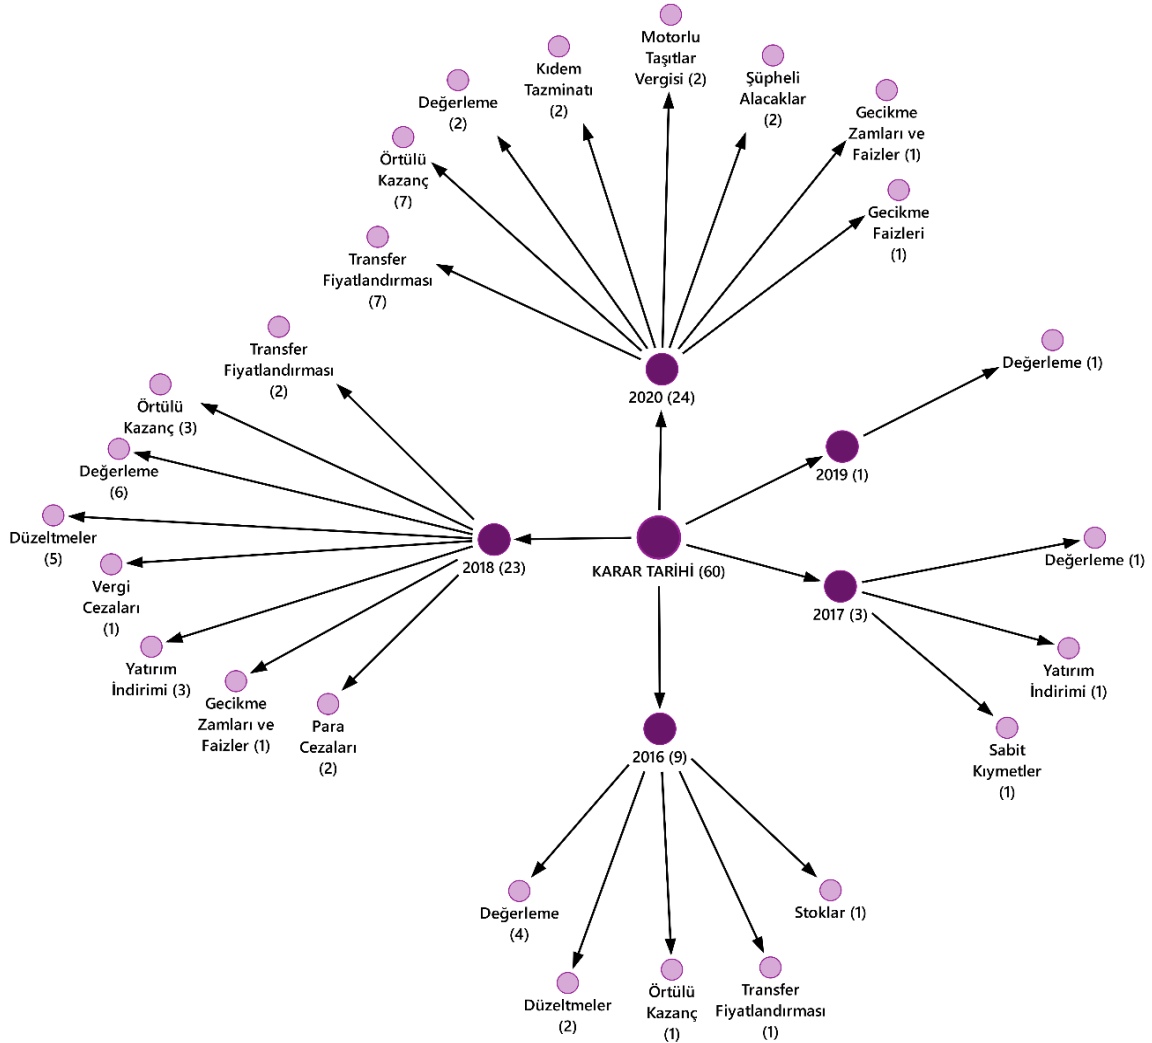 Motorlu
Taşıtlar
Vergisi (2)
Kıdem
Tazminatı
(2)
Şüpheli
Alacaklar
(2)
Değerleme
(2)
Gecikme
Zamları ve
Faizler (1)
Örtülü
Kazanç
(7)
Gecikme
Faizleri
(1)
Transfer
Fiyatlandırması
(7)
2020 (24)
Transfer
Fiyatlandırması
(2)
Örtülü
Kazanç (3)
Değerleme
(6)
Düzeltmeler
(5)
Vergi
Cezaları
(1)
Yatırım
İndirimi (3)
Gecikme
Zamları ve
Faizler (1)
Para
Cezaları
(2)
2018 (23)
KARAR TARİHİ (60)
Değerleme (1)
2019 (1)
2017 (3)
Değerleme (1)
Yatırım
İndirimi (1)
Sabit
Kıymetler
(1)
2016 (9)
Değerleme
(4)
Düzeltmeler
(2)
Örtülü
Kazanç
(1)
Transfer
Fiyatlandırması
(1)
Stoklar (1)